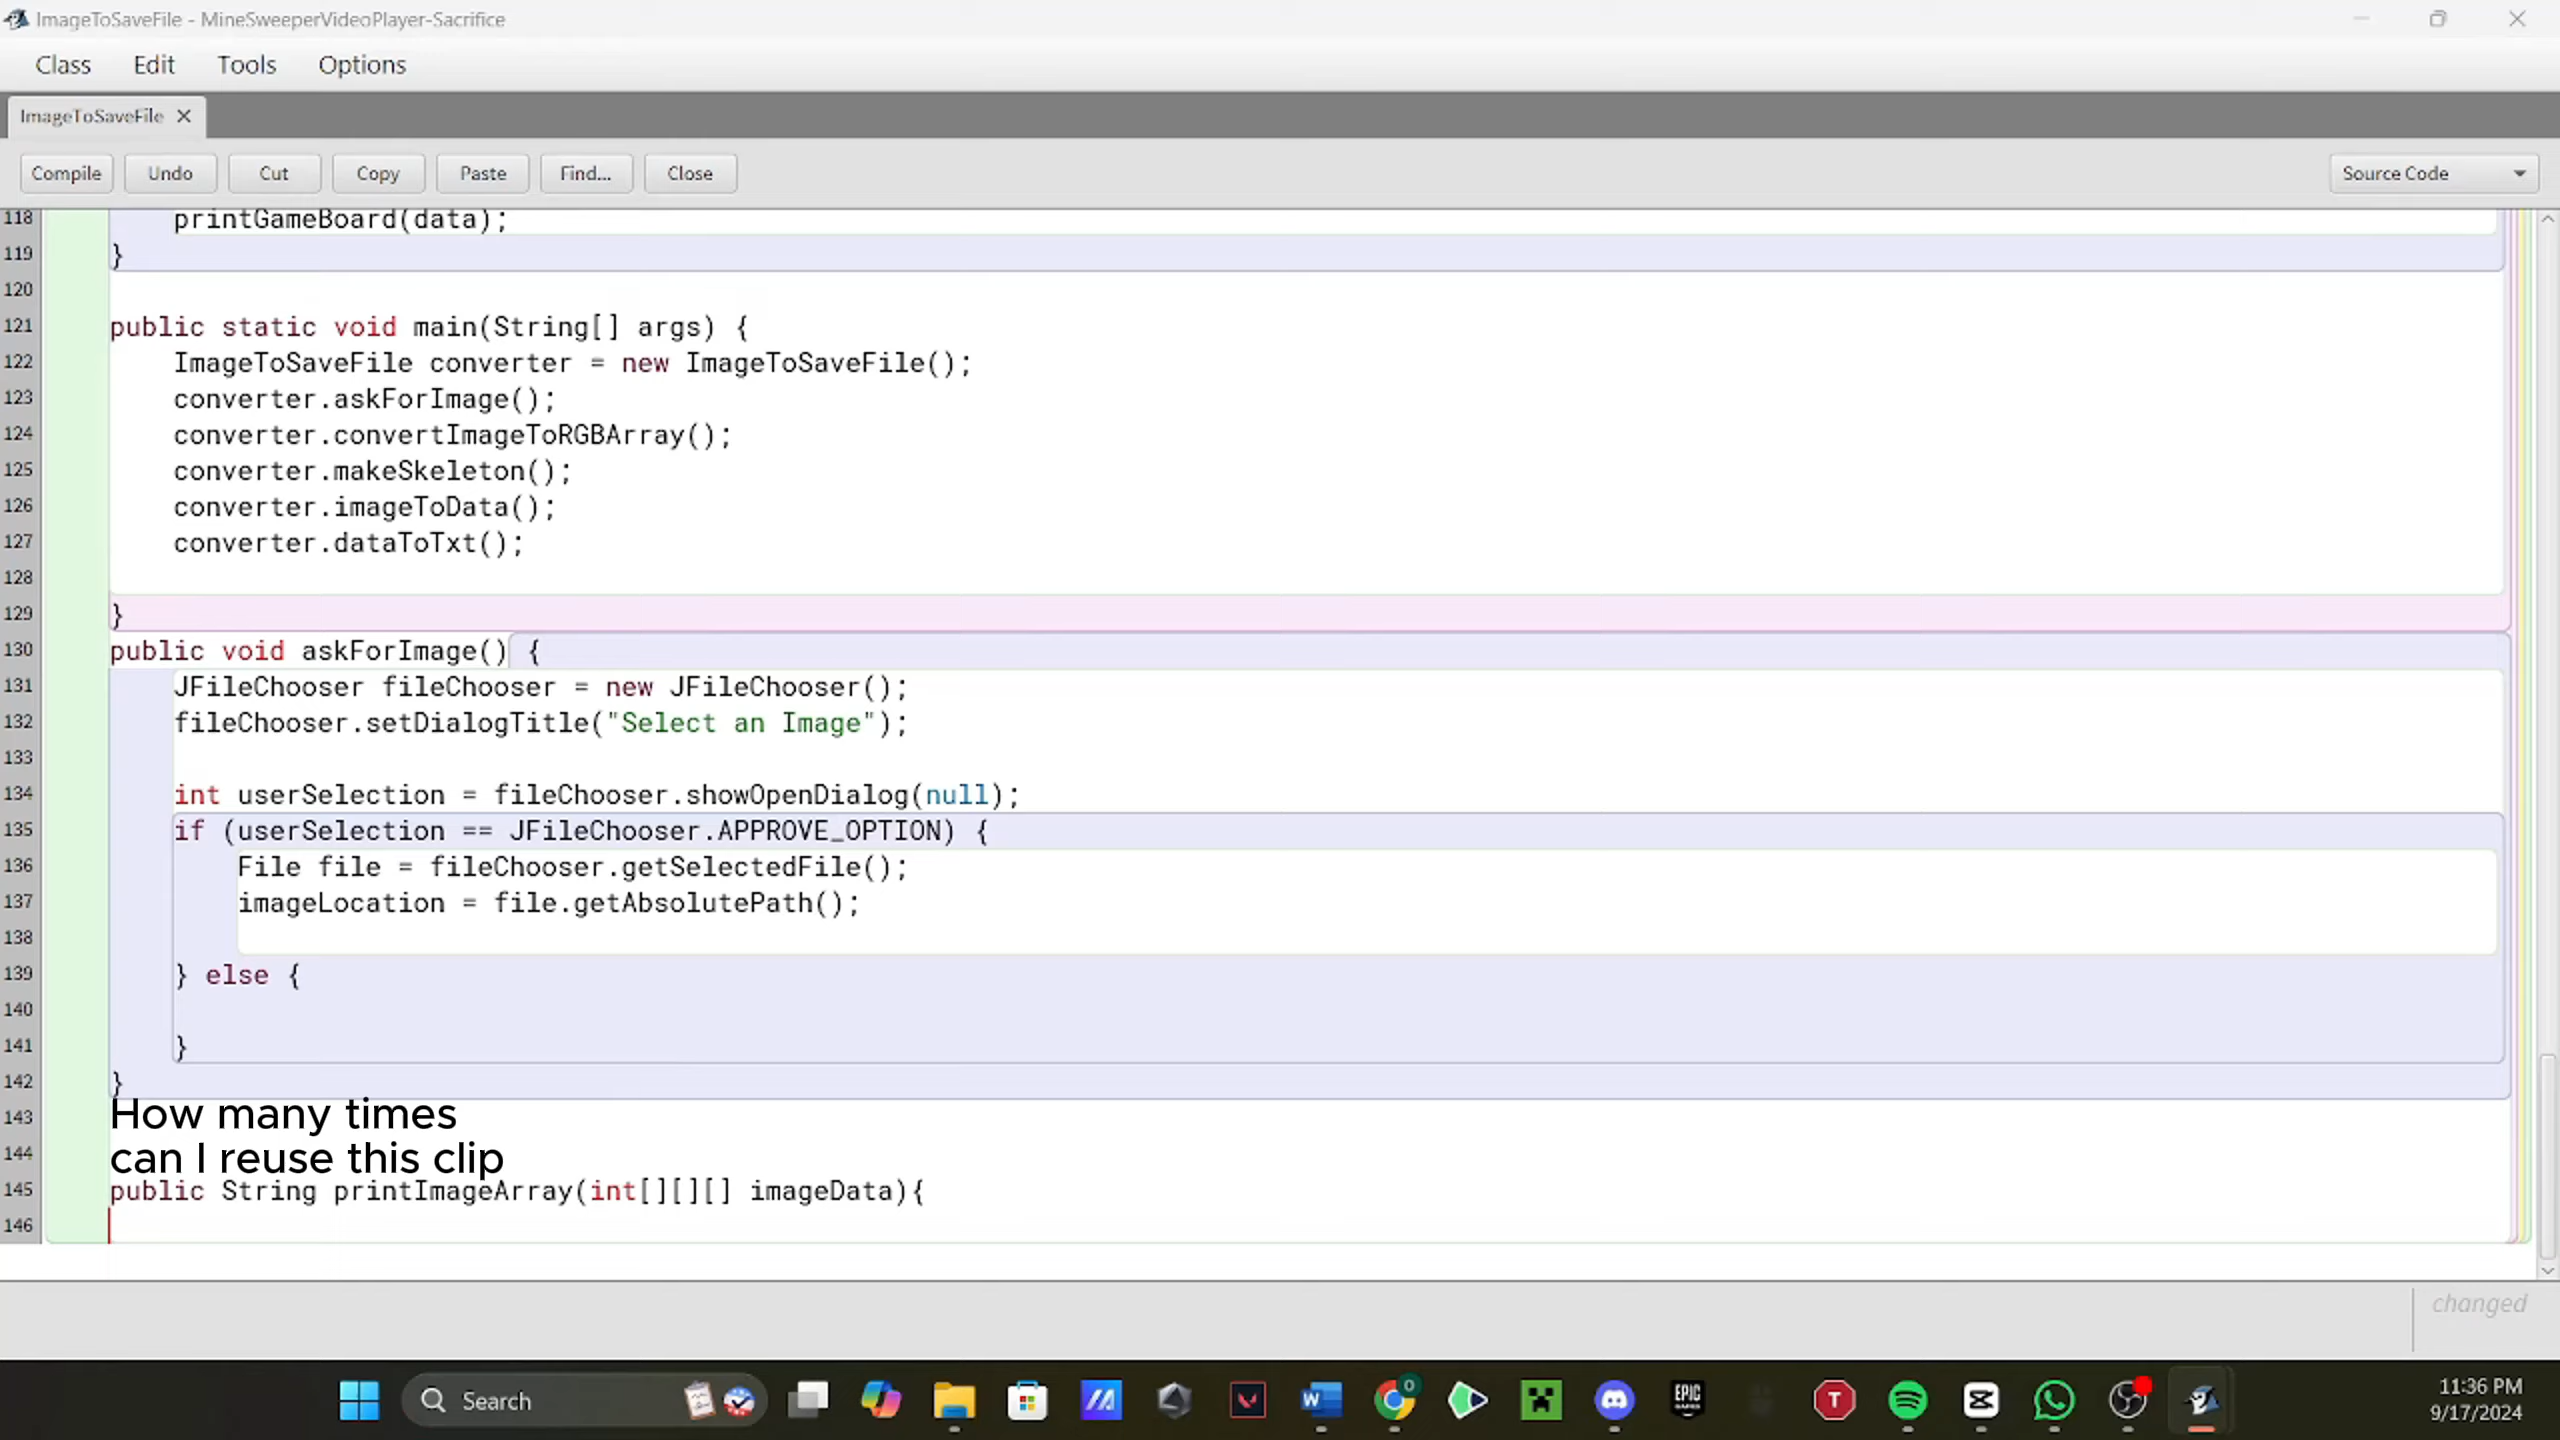 ImageToSaveFile - MineSweeperVideoPlayer-Sacrifice
Class Edit Tools Options
ImageToSaveFile
Compile Undo Cut Copy Paste Find... Close Source Code
118 printGameBoard(data);
119 }
120
121 public static void main(String[] args) {
122 ImageToSaveFile converter = new ImageToSaveFile();
123 converter.askForImage();
124 converter.convertImageToRGBArray();
125 converter.makeSkeleton();
126 converter.imageToData();
127 converter.dataToTxt();
128
129 }
130 public void askForImage() {
131 JFileChooser fileChooser = new JFileChooser();
132 fileChooser.setDialogTitle("Select an Image");
133
134 int userSelection = fileChooser.showOpenDialog(null);
135 if (userSelection == JFileChooser.APPROVE_OPTION) {
136 File file = fileChooser.getSelectedFile();
137 imageLocation = file.getAbsolutePath();
138
139 } else {
140
141 }
142 }
143 How many times
144 can I reuse this clip
145 public String printImageArray(int[][][] imageData){
146
changed
Search
EPIC GAMES
T
0
11:36 PM
9/17/2024